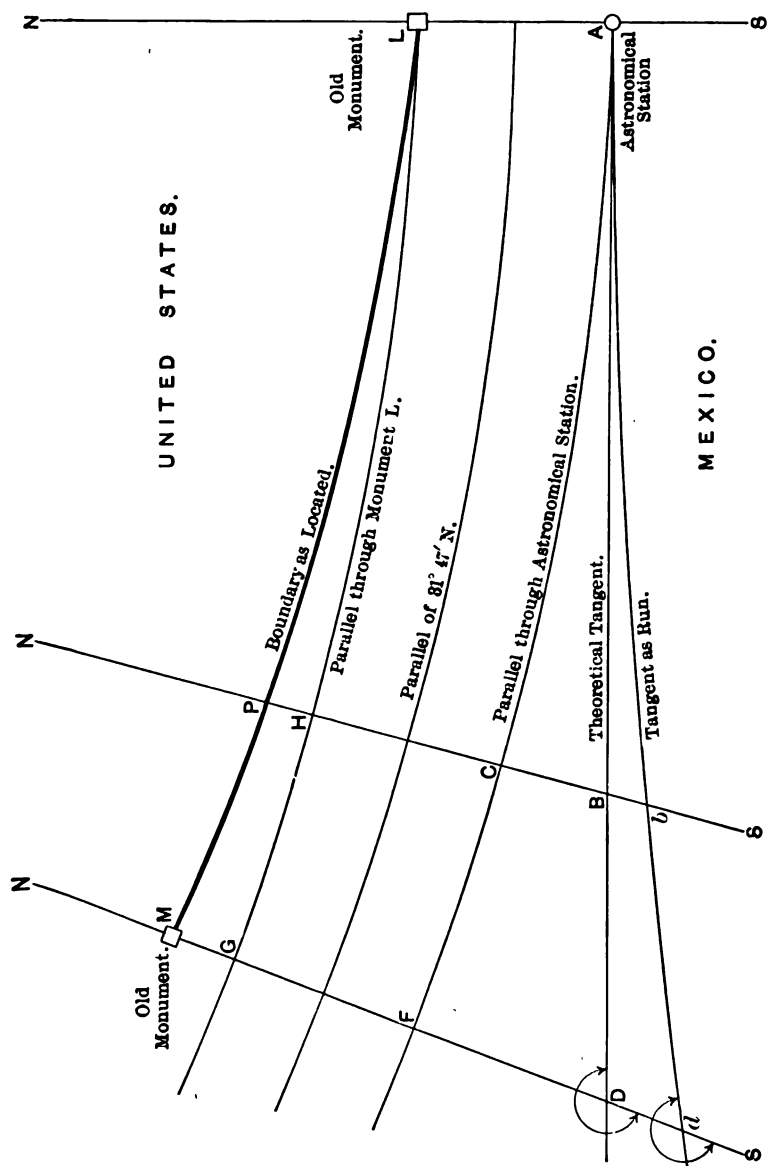 N
N
N
UNITED STATES.
Old
Monument.
L
A
Astronomical
Station
S
Old
Monument.
M
P
Boundary as Located.
G
H
Parallel through Monument L.
Parallel of 31° 47′ N.
F
C
Parallel through Astronomical Station.
D
B
Theoretical Tangent.
d
b
Tangent as Run.
S
S
MEXICO.